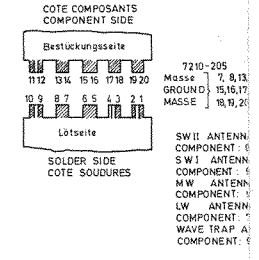 COTE COMPOSANTS
COMPONENT SIDE
Bestückungsseite
11 12 13 14 15 16 17 18 19 20
10 9 8 7 6 5 4 3 2 1
Lötseite
SOLDER SIDE
COTE SOUDURES
7210-205
Masse 7, 8, 13,
GROUND 15, 16, 17
MASSE 18, 19, 20
SW II ANTENN
COMPONENT:
SW I ANTENN
COMPONENT:
MW ANTENN
COMPONENT:
LW ANTENN
COMPONENT:
WAVE TRAP A
COMPONENT: